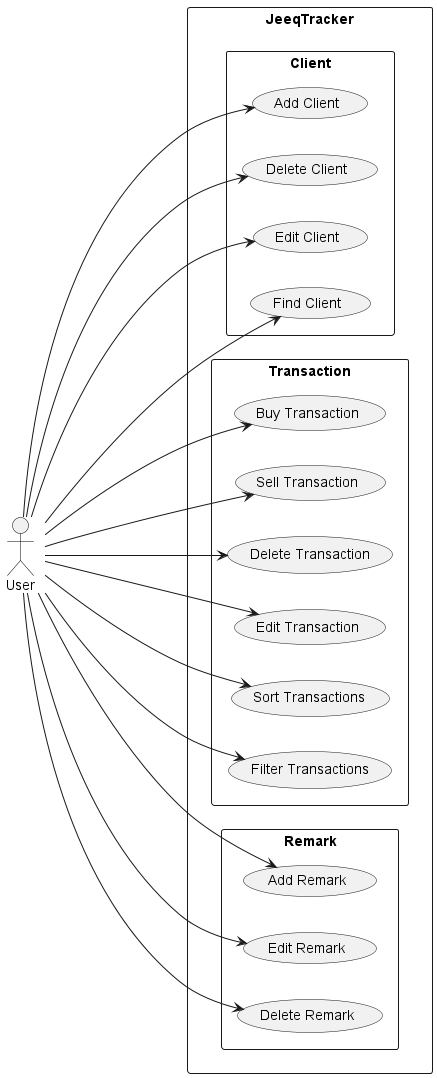 JeeqTracker
Client
Add Client
Delete Client
Edit Client
Find Client
Transaction
Buy Transaction
Sell Transaction
Delete Transaction
User
Edit Transaction
Sort Transactions
Filter Transactions
Remark
Add Remark
Edit Remark
Delete Remark